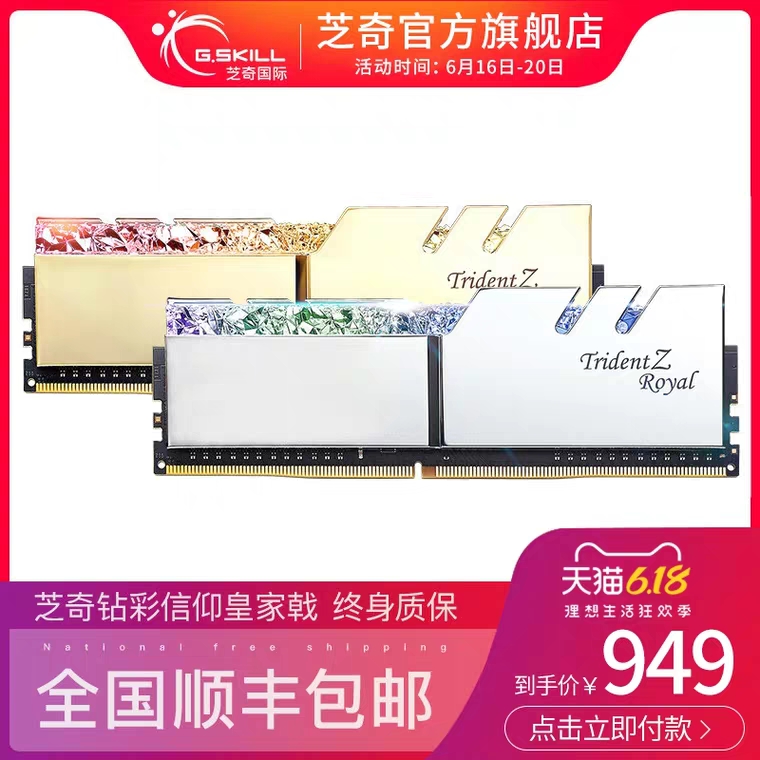 G.SKILL
芝奇国际
芝奇官方旗舰店
活动时间：6月16日-20日
Trident Z
Trident Z
Royal
天猫6.18
理想生活狂欢季
芝奇钻彩信仰皇家戟 终身质保
National free shipping
全国顺丰包邮
到手价¥ 949
点击立即付款 >